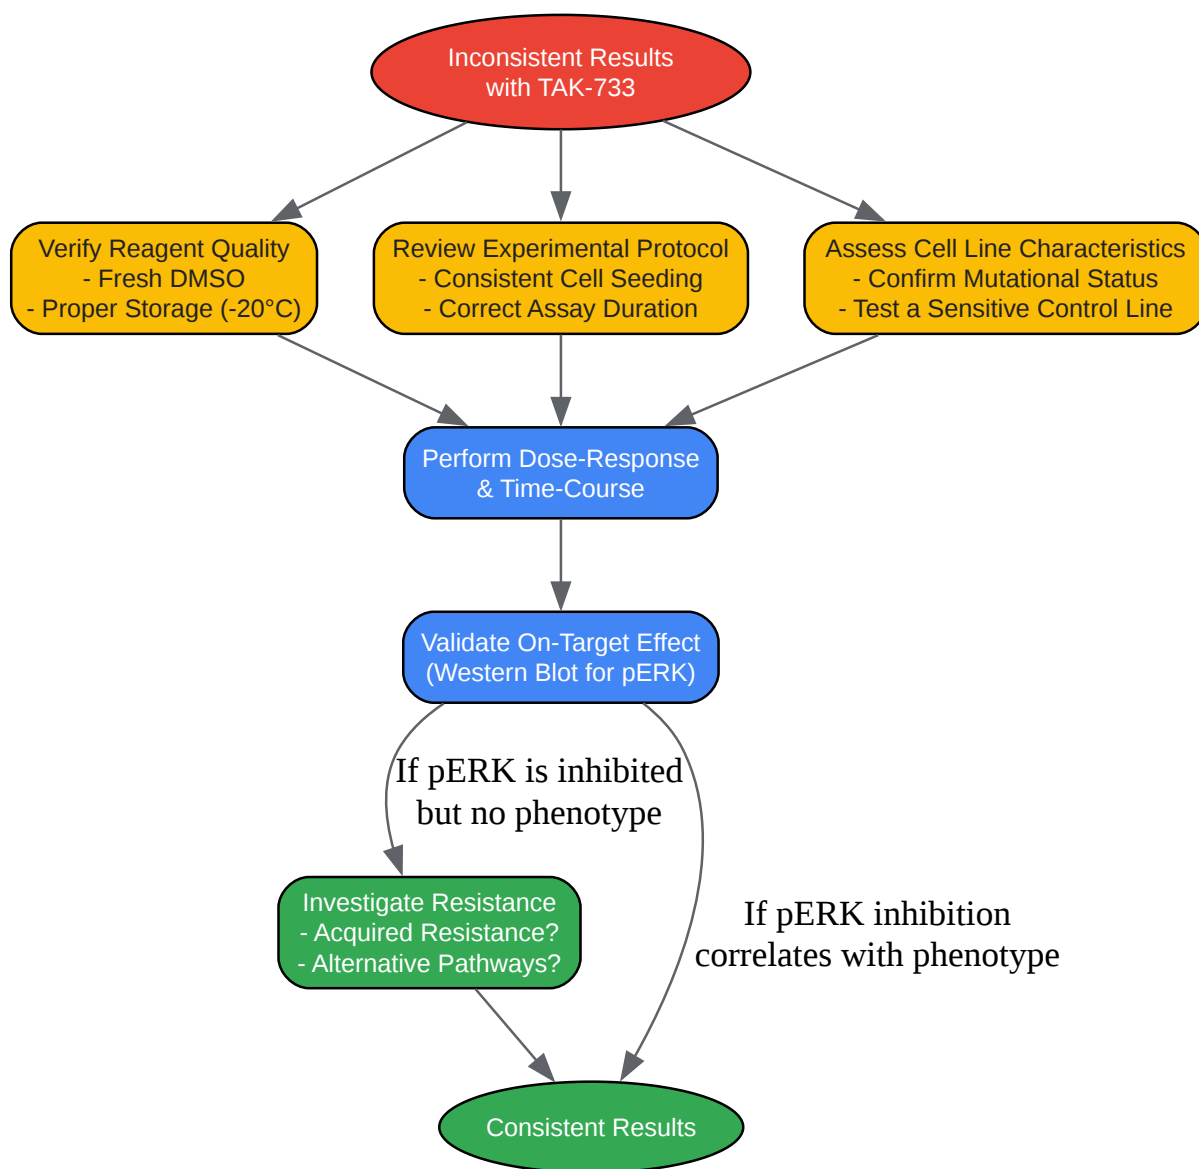 Inconsistent Results
with TAK-733
Verify Reagent Quality
- Fresh DMSO
- Proper Storage (-20°C)
Review Experimental Protocol
- Consistent Cell Seeding
- Correct Assay Duration
Assess Cell Line Characteristics
- Confirm Mutational Status
- Test a Sensitive Control Line
Perform Dose-Response
& Time-Course
Validate On-Target Effect
(Western Blot for pERK)
If pERK is inhibited
but no phenotype
Investigate Resistance
- Acquired Resistance?
- Alternative Pathways?
If pERK inhibition
correlates with phenotype
Consistent Results